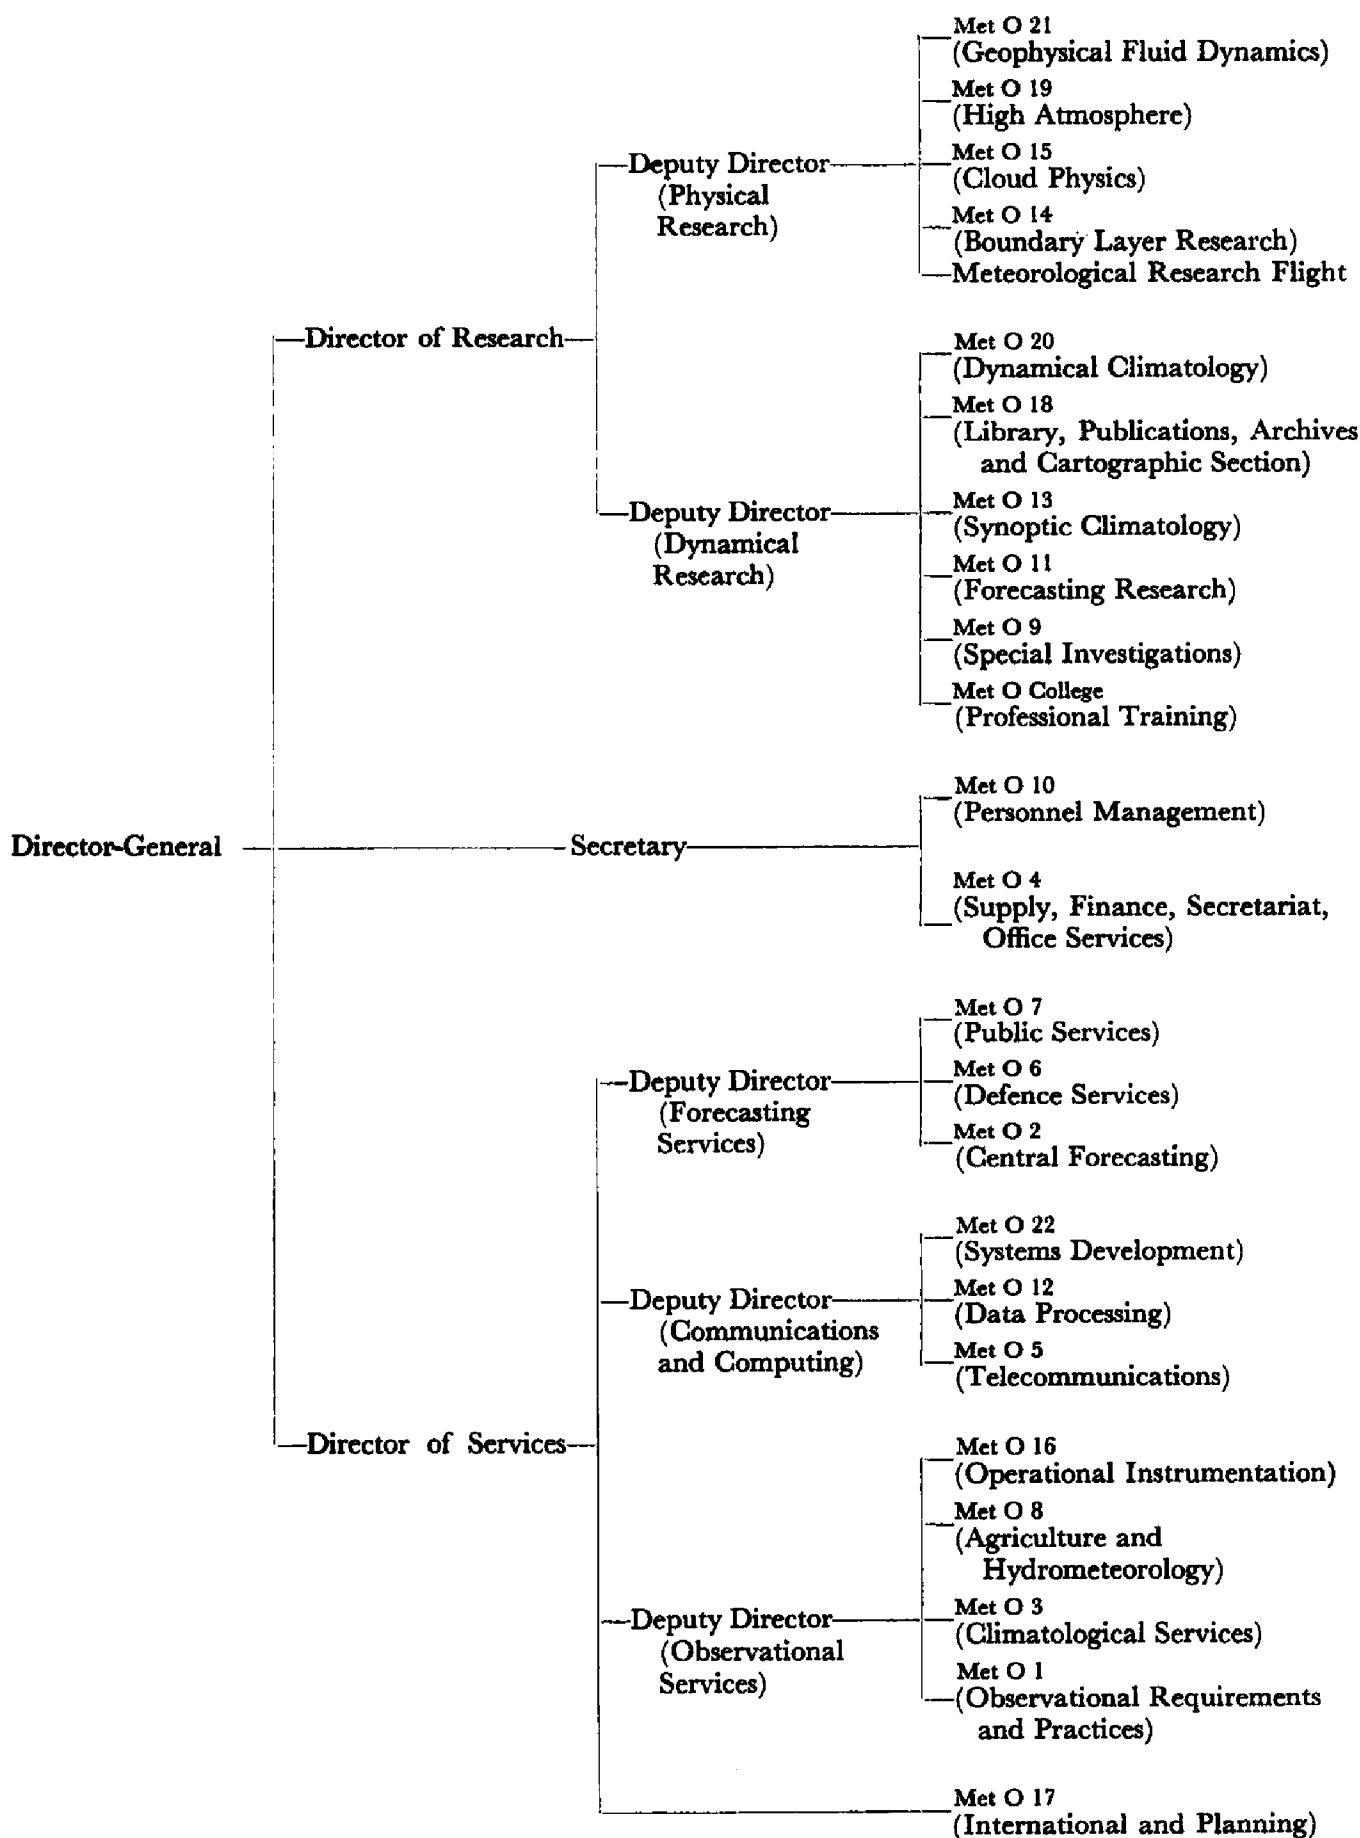 Met O 21
(Geophysical Fluid Dynamics)
Met O 19
(High Atmosphere)
Met O 15
(Cloud Physics)
Met O 14
(Boundary Layer Research)
Meteorological Research Flight
Deputy Director
(Physical
Research)
Director of Research
Met O 20
(Dynamical Climatology)
Met O 18
(Library, Publications, Archives
and Cartographic Section)
Met O 13
(Synoptic Climatology)
Met O 11
(Forecasting Research)
Met O 9
(Special Investigations)
Met O College
(Professional Training)
Deputy Director
(Dynamical
Research)
Met O 10
(Personnel Management)
Director-General
Secretary
Met O 4
(Supply, Finance, Secretariat,
Office Services)
Met O 7
(Public Services)
Met O 6
(Defence Services)
Met O 2
(Central Forecasting)
Deputy Director
(Forecasting
Services)
Met O 22
(Systems Development)
Met O 12
(Data Processing)
Met O 5
(Telecommunications)
Deputy Director
(Communications
and Computing)
Director of Services
Met O 16
(Operational Instrumentation)
Met O 8
(Agriculture and
Hydrometeorology)
Met O 3
(Climatological Services)
Met O 1
(Observational Requirements
and Practices)
Deputy Director
(Observational
Services)
Met O 17
(International and Planning)